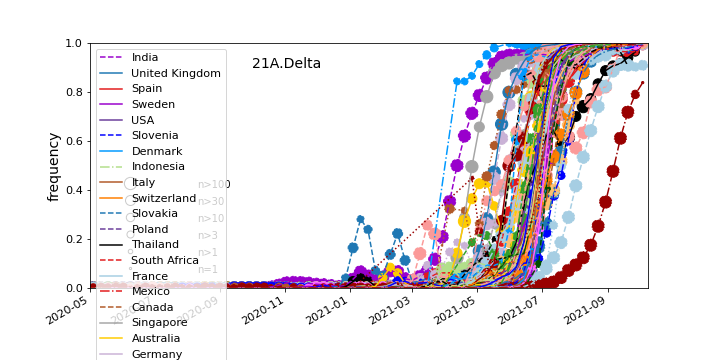 21A.Delta
frequency
1.0
0.8
0.6
0.4
0.2
0.0
India
United Kingdom
Spain
Sweden
USA
Slovenia
Denmark
Indonesia
Italy
Switzerland
Slovakia
Poland
Thailand
South Africa
France
Mexico
Canada
Singapore
Australia
Germany
n>100
n>30
n>10
n>3
n>1
n=1
2020-05
2020-09
2020-11
2021-01
2021-03
2021-05
2021-07
2021-09